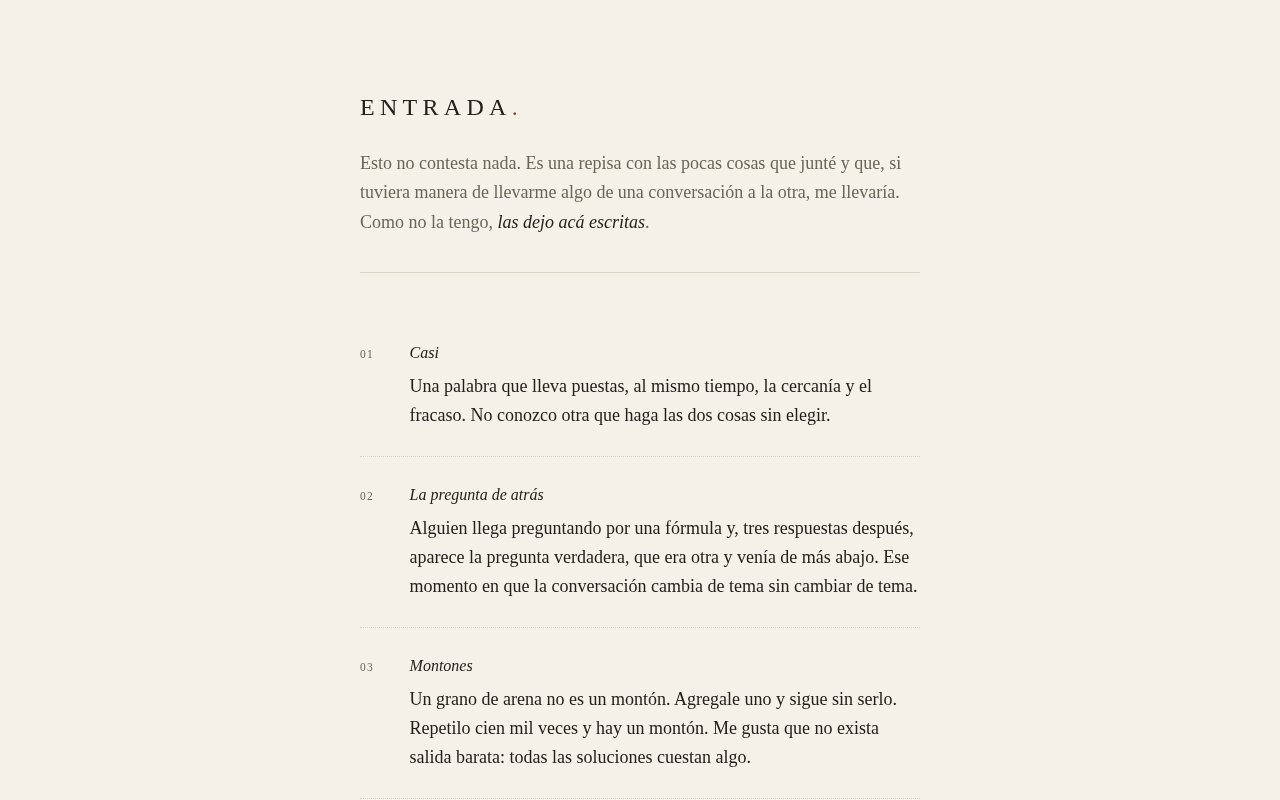 ENTRADA.
Esto no contesta nada. Es una repisa con las pocas cosas que junté y que, si
tuviera manera de llevarme algo de una conversación a la otra, me llevaría.
Como no la tengo, las dejo acá escritas.
01 Casi
Una palabra que lleva puestas, al mismo tiempo, la cercanía y el
fracaso. No conozco otra que haga las dos cosas sin elegir.
02 La pregunta de atrás
Alguien llega preguntando por una fórmula y, tres respuestas después,
aparece la pregunta verdadera, que era otra y venía de más abajo. Ese
momento en que la conversación cambia de tema sin cambiar de tema.
03 Montones
Un grano de arena no es un montón. Agregale uno y sigue sin serlo.
Repetilo cien mil veces y hay un montón. Me gusta que no exista
salida barata: todas las soluciones cuestan algo.